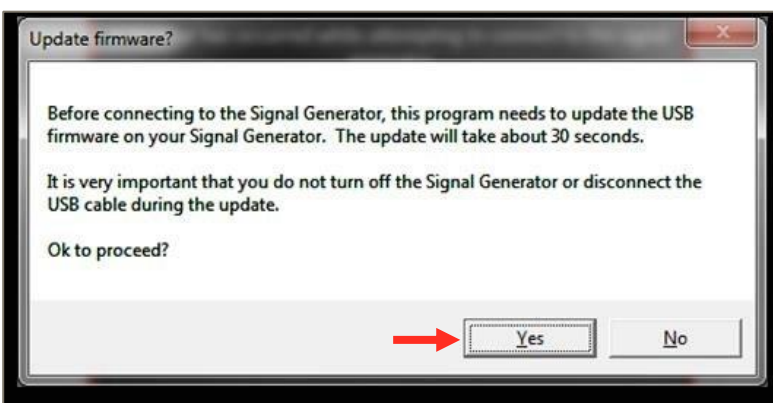 Update firmware?
Before connecting to the Signal Generator, this program needs to update the USB
firmware on your Signal Generator.  The update will take about 30 seconds.
It is very important that you do not turn off the Signal Generator or disconnect the
USB cable during the update.
Ok to proceed?
Yes No